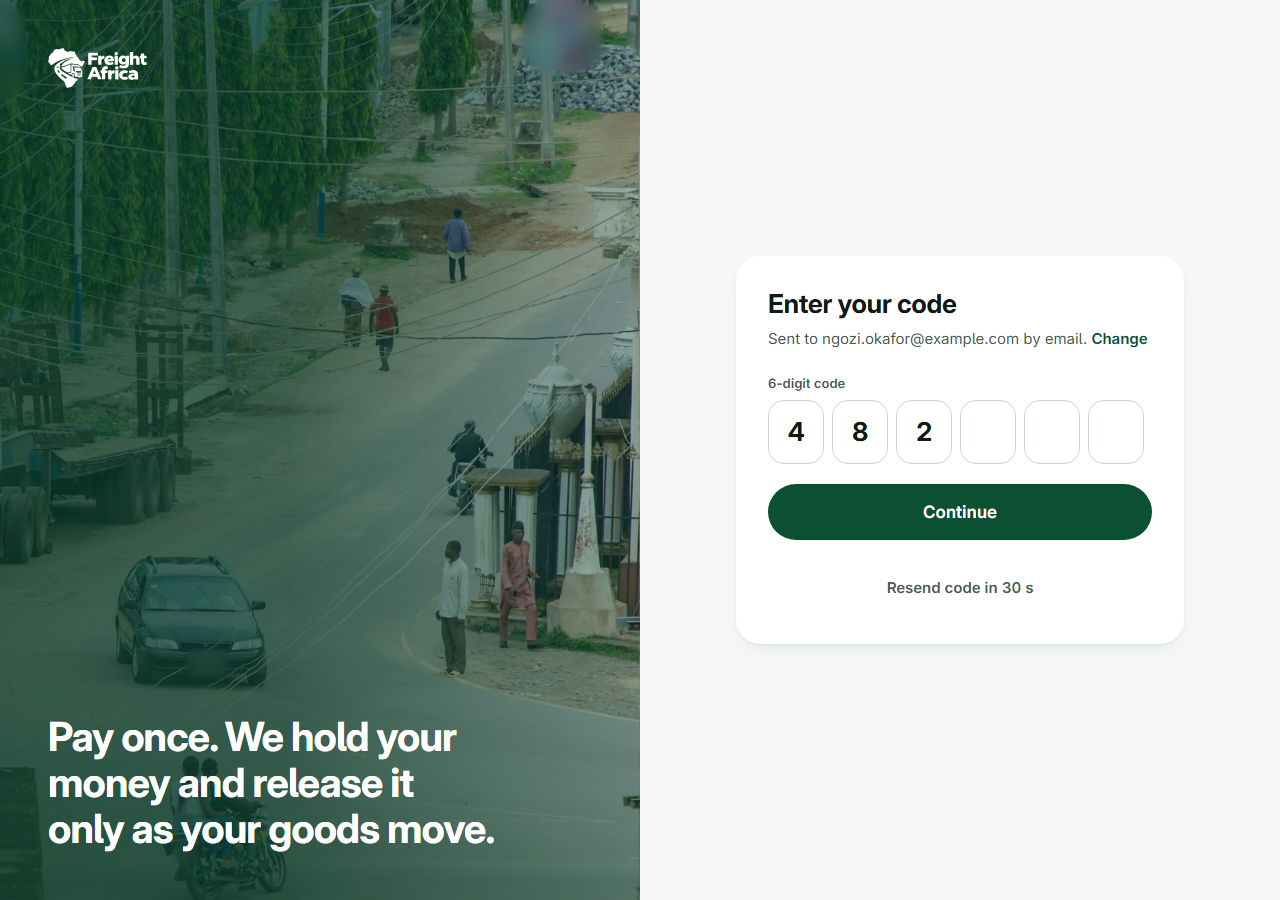 Freight
Africa
Pay once. We hold your
money and release it
only as your goods move.
Enter your code
Sent to ngozi.okafor@example.com by email. Change
6-digit code
4 8 2
Continue
Resend code in 30 s